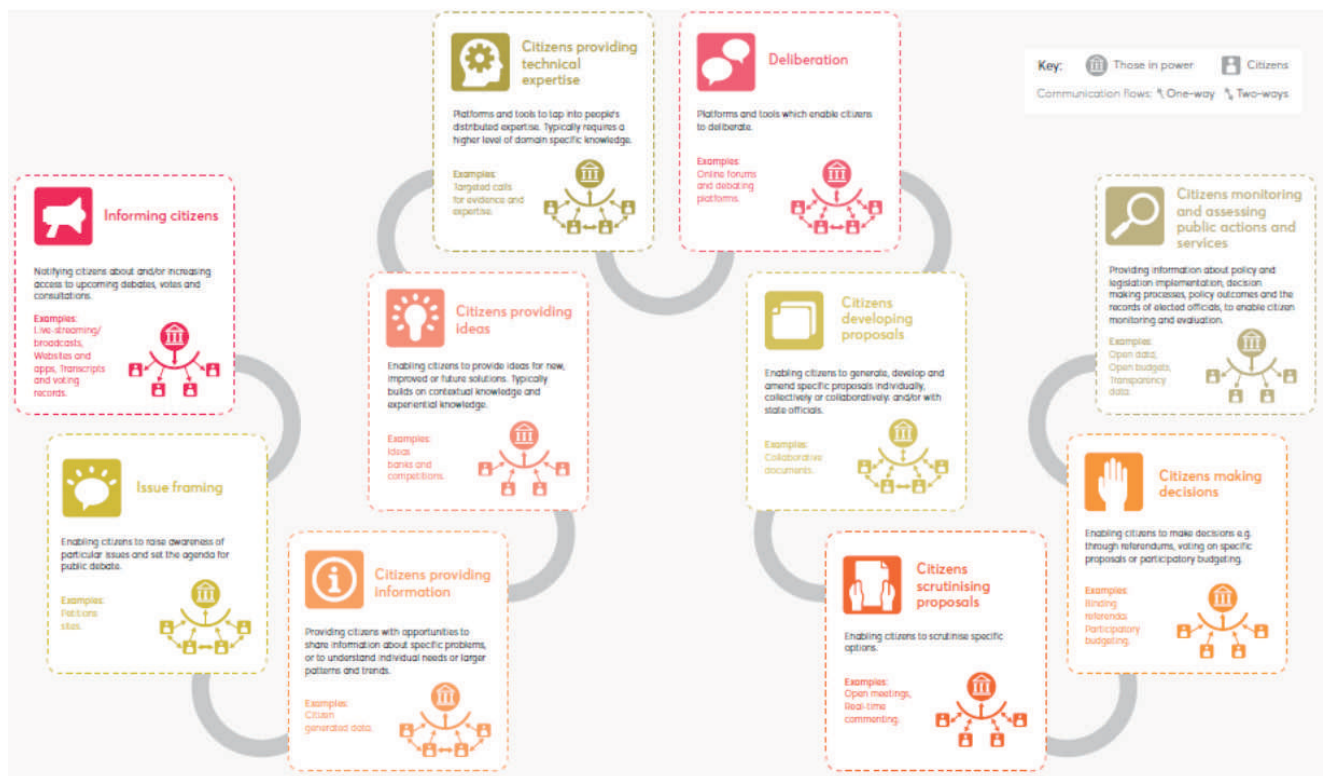 Key:
Those in power
Citizens
Communication flows:
One-way
Two-ways
Informing citizens
Notifying citizens about and/or increasing
access to upcoming debates, votes and
consultations.
Examples:
Live-streaming/
broadcasts,
Websites and
apps, Transcripts
and voting
records.
Issue framing
Enabling citizens to raise awareness of
particular issues and set the agenda for
public debate.
Examples:
Petitions
sites.
Citizens providing
information
Providing citizens with opportunities to
share information about specific problems,
or to understand individual needs or larger
patterns and trends.
Examples:
Citizen
generated data.
Citizens providing
ideas
Enabling citizens to provide ideas for new,
improved or future solutions. Typically
builds on contextual knowledge and
experiential knowledge.
Examples:
Ideas
banks and
competitions.
Citizens providing
technical
expertise
Platforms and tools to tap into people's
distributed expertise. Typically requires a
higher level of domain specific knowledge.
Examples:
Targeted calls
for evidence and
expertise.
Deliberation
Platforms and tools which enable citizens
to deliberate.
Examples:
Online forums
and debating
platforms.
Citizens
developing
proposals
Enabling citizens to generate, develop and
amend specific proposals individually,
collectively or collaboratively; and/or with
state officials.
Examples:
Collaborative
documents.
Citizens
scrutinising
proposals
Enabling citizens to scrutinise specific
options.
Examples:
Open meetings,
Real-time
commenting.
Citizens making
decisions
Enabling citizens to make decisions e.g.
through referendums, voting on specific
proposals or participatory budgeting.
Examples:
Binding
referenda
Participatory
budgeting.
Citizens monitoring
and assessing
public actions and
services
Providing information about policy and
legislation implementation, decision
making processes, policy outcomes and the
records of elected officials, to enable citizen
monitoring and evaluation.
Examples:
Open data,
Open budgets,
Transparency
data.